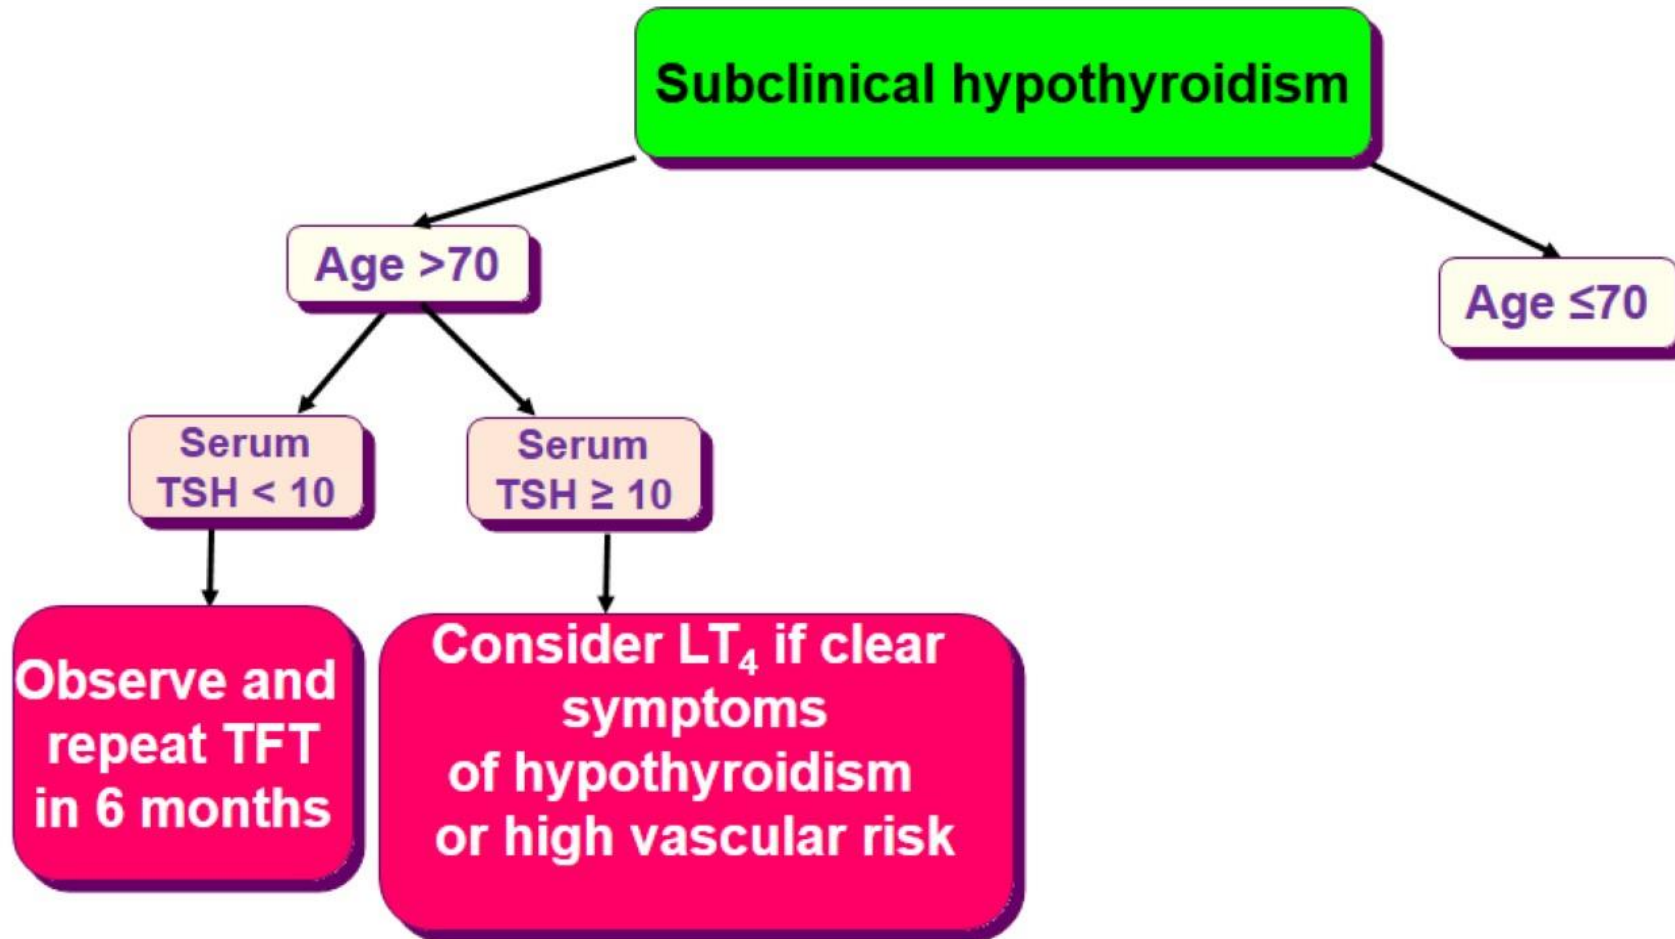 Subclinical hypothyroidism
Age >70
Age ≤70
Serum
TSH < 10
Serum
TSH ≥ 10
Observe and
repeat TFT
in 6 months
Consider LT₄ if clear
symptoms
of hypothyroidism
or high vascular risk